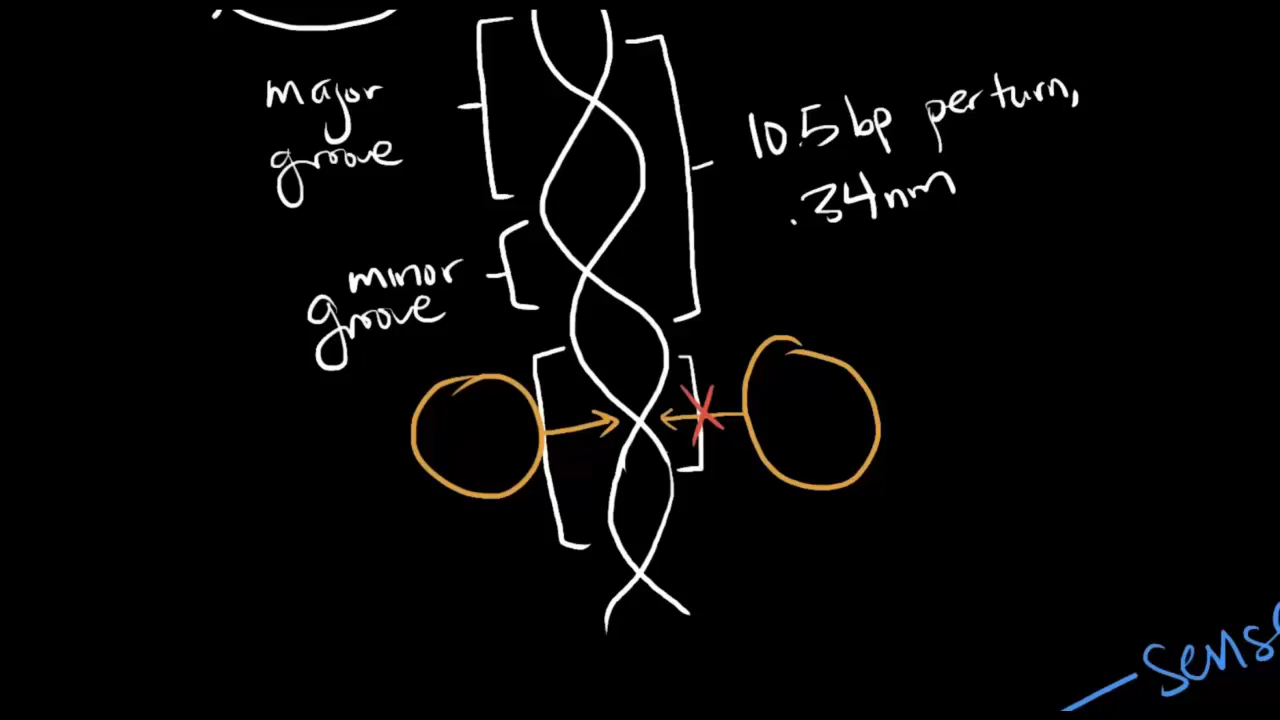 major
groove
10.5 bp per turn,
.34nm
minor
groove